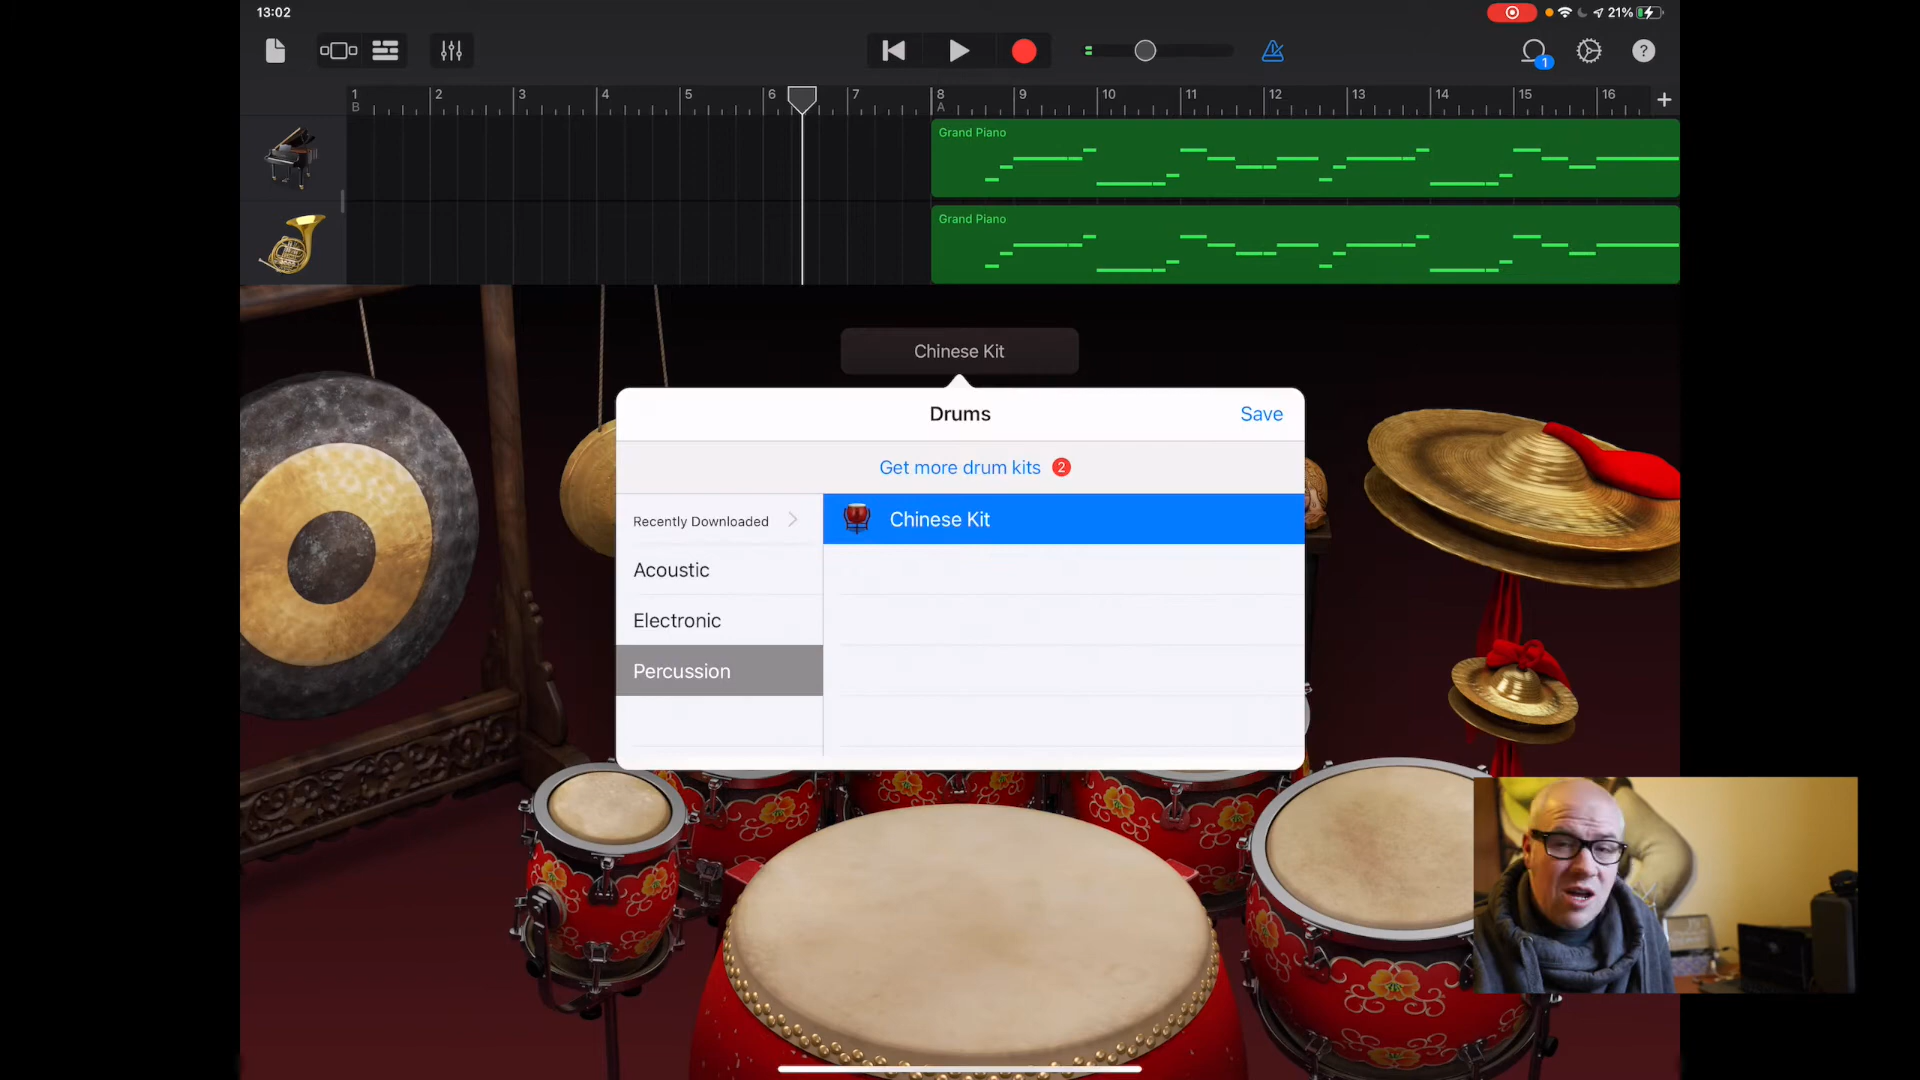 13:02
21%
1
?
1 2 3 4 5 6 7 8 9 10 11 12 13 14 15 16
B A
Grand Piano
Grand Piano
Chinese Kit
Drums
Save
Get more drum kits 2
Recently Downloaded
Chinese Kit
Acoustic
Electronic
Percussion